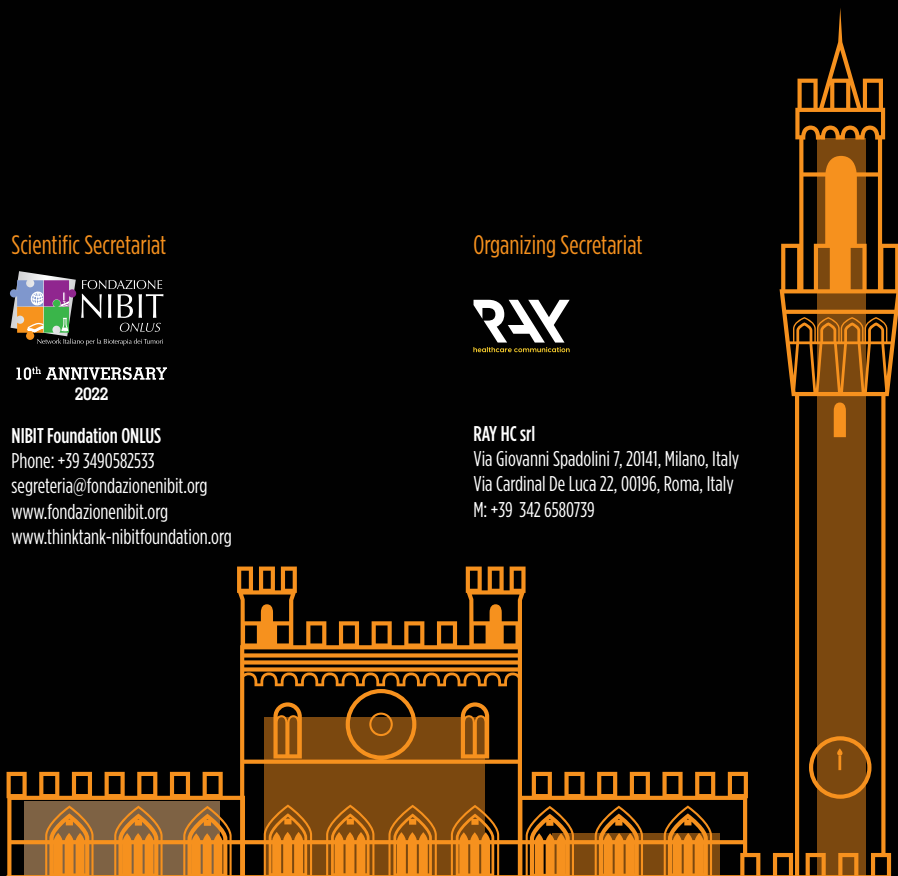 Scientific Secretariat
FONDAZIONE
NIBIT
ONLUS
Network Italiano per la Bioterapia dei Tumori
10th ANNIVERSARY
2022
NIBIT Foundation ONLUS
Phone: +39 3490582533
segreteria@fondazionenibit.org
www.fondazionenibit.org
www.thinktank-nibitfoundation.org
Organizing Secretariat
RAY
healthcare communication
RAY HC srl
Via Giovanni Spadolini 7, 20141, Milano, Italy
Via Cardinal De Luca 22, 00196, Roma, Italy
M: +39 342 6580739